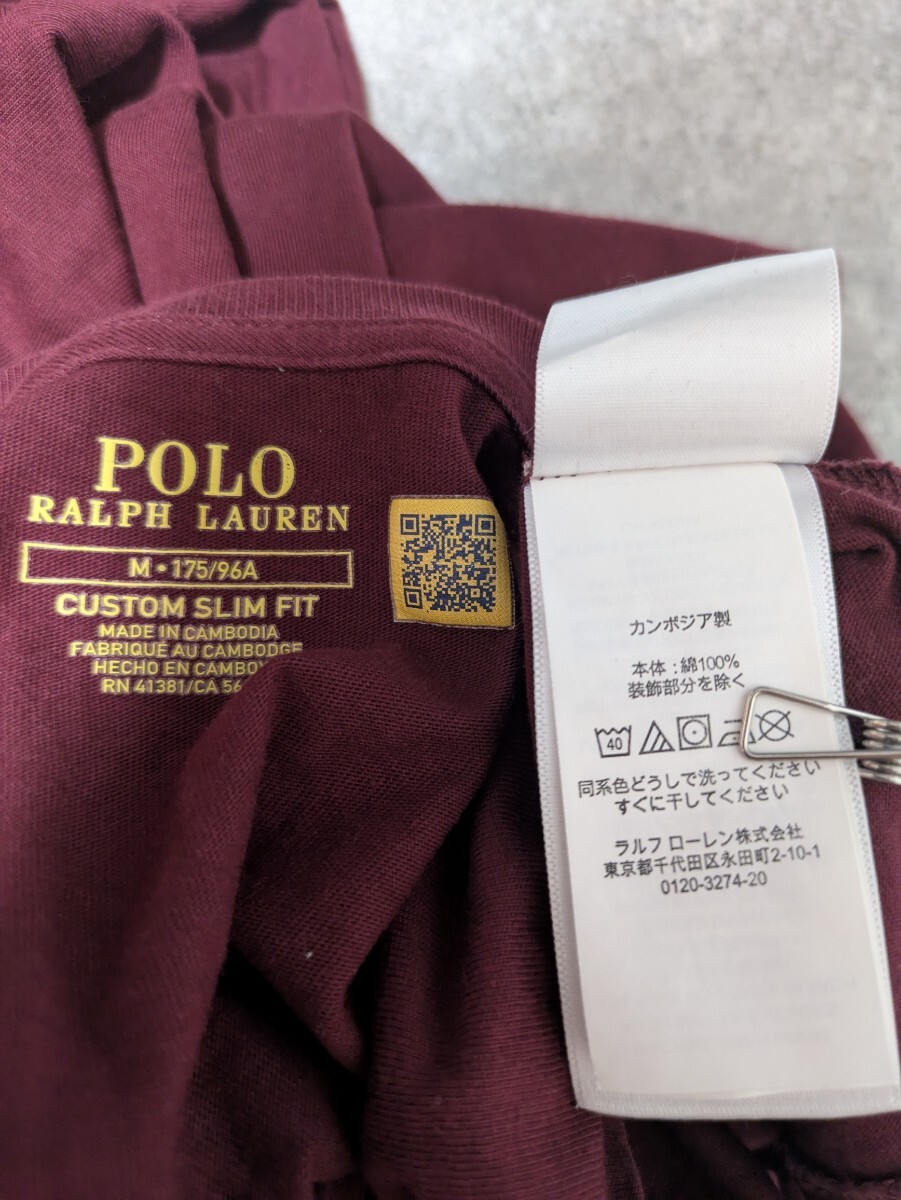 POLO
RALPH LAUREN
M • 175/96A
CUSTOM SLIM FIT
MADE IN CAMBODIA
FABRIQUÉ AU CAMBODGE
HECHO EN
RN 41381/CA
カンボジア製
本体 : 綿100%
装飾部分を除く
40
同系色どうしで洗ってください
すぐに干してください
ラルフ ローレン株式会社
東京都千代田区永田町2-10-1
0120-3274-20